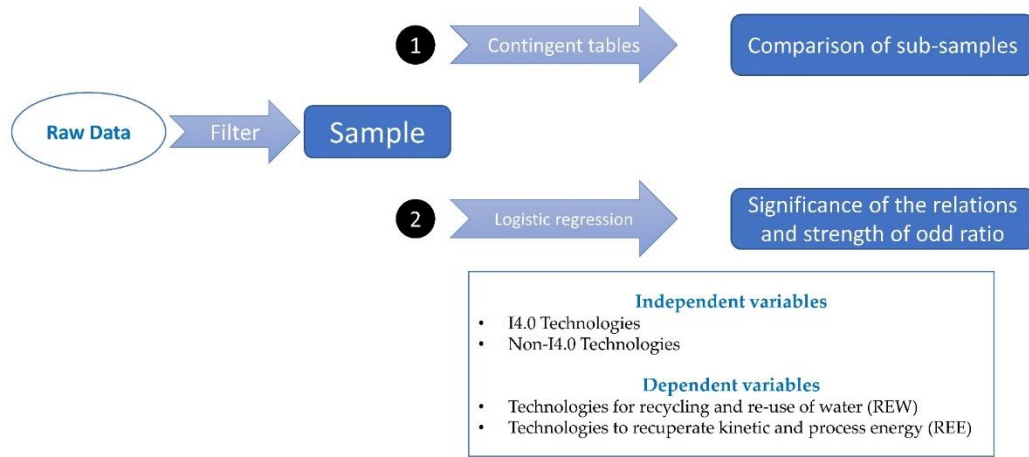 1
Contingent tables
Comparison of sub-samples
Raw Data
Filter
Sample
2
Logistic regression
Significance of the relations
and strength of odd ratio
Independent variables
• I4.0 Technologies
• Non-I4.0 Technologies
Dependent variables
• Technologies for recycling and re-use of water (REW)
• Technologies to recuperate kinetic and process energy (REE)